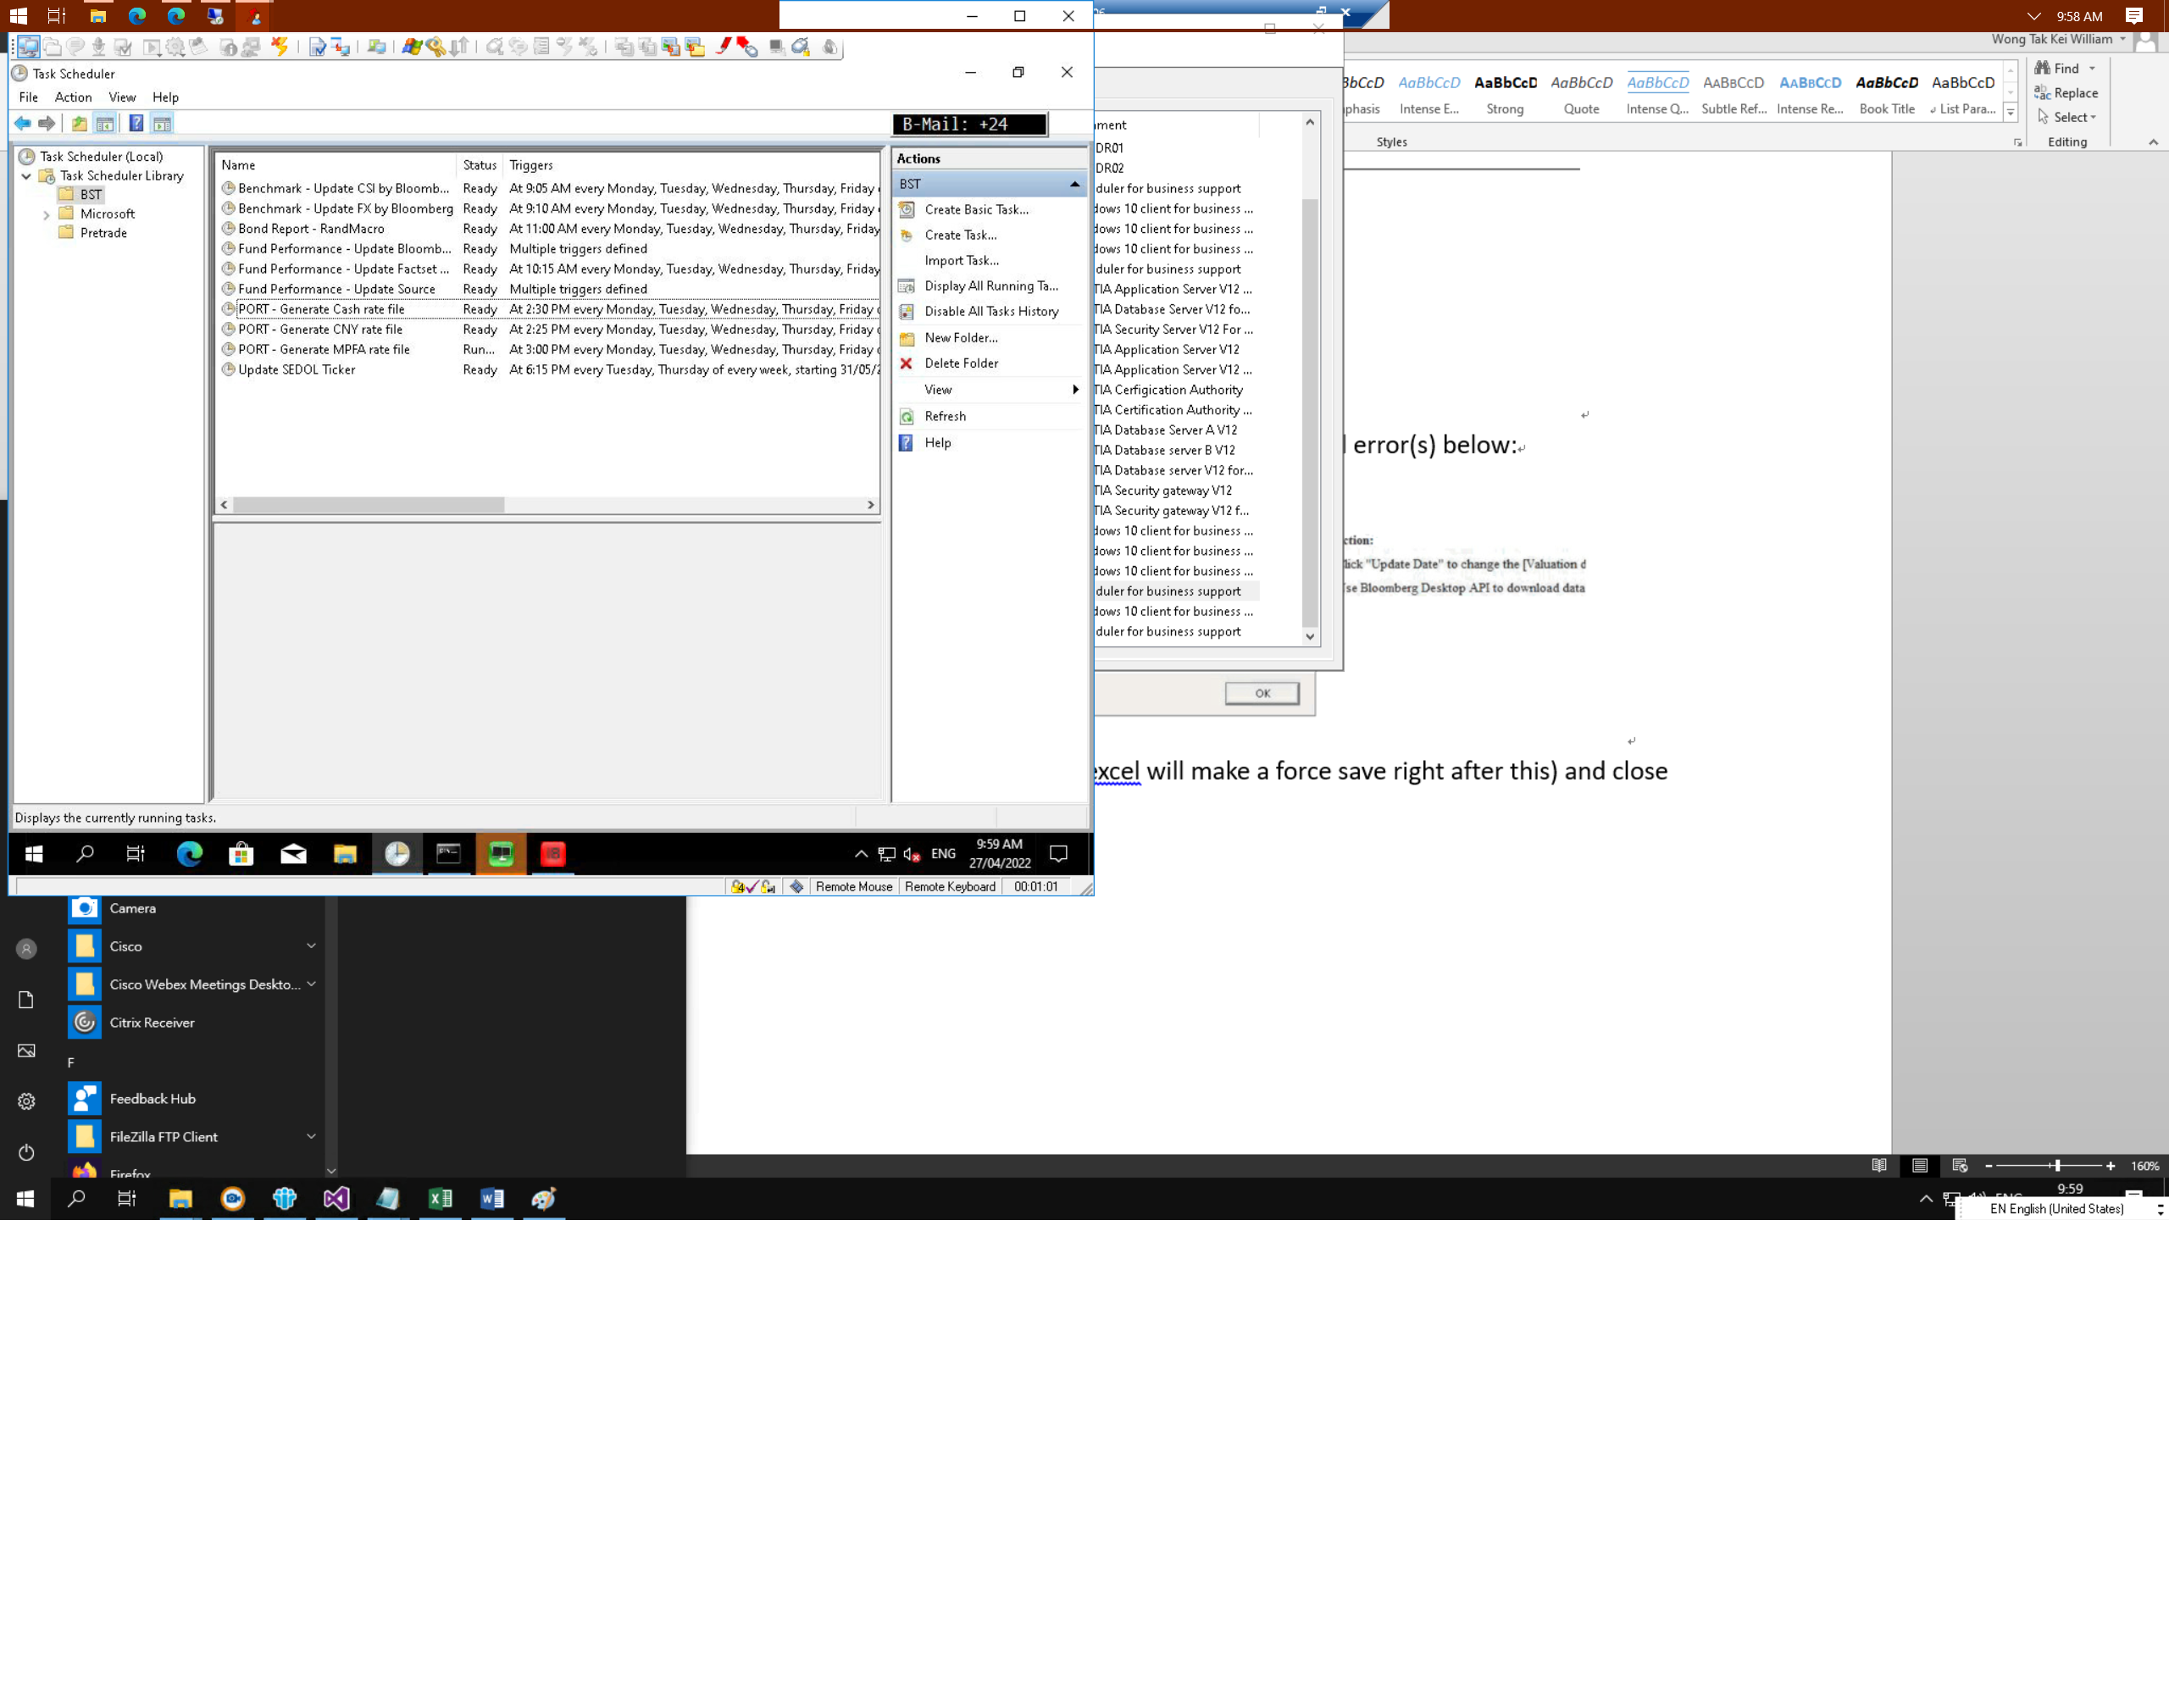 9:58 AM
Task Scheduler
File Action View Help
B-Mail: +24
Task Scheduler (Local)
Task Scheduler Library
BST
Microsoft
Pretrade
Name Status Triggers
Benchmark - Update CSI by Bloomb... Ready At 9:05 AM every Monday, Tuesday, Wednesday, Thursday, Friday
Benchmark - Update FX by Bloomberg Ready At 9:10 AM every Monday, Tuesday, Wednesday, Thursday, Friday
Bond Report - RandMacro Ready At 11:00 AM every Monday, Tuesday, Wednesday, Thursday, Friday
Fund Performance - Update Bloomb... Ready Multiple triggers defined
Fund Performance - Update Factset ... Ready At 10:15 AM every Monday, Tuesday, Wednesday, Thursday, Friday
Fund Performance - Update Source Ready Multiple triggers defined
PORT - Generate Cash rate file Ready At 2:30 PM every Monday, Tuesday, Wednesday, Thursday, Friday
PORT - Generate CNY rate file Ready At 2:25 PM every Monday, Tuesday, Wednesday, Thursday, Friday
PORT - Generate MPFA rate file Run... At 3:00 PM every Monday, Tuesday, Wednesday, Thursday, Friday
Update SEDOL Ticker Ready At 6:15 PM every Tuesday, Thursday of every week, starting 31/05/2
Actions
BST
Create Basic Task...
Create Task...
Import Task...
Display All Running Ta...
Disable All Tasks History
New Folder...
Delete Folder
View
Refresh
Help
Displays the currently running tasks.
ENG
9:59 AM
27/04/2022
Remote Mouse Remote Keyboard 00:01:01
ment
DR01
DR02
duler for business support
dows 10 client for business ...
dows 10 client for business ...
dows 10 client for business ...
duler for business support
TIA Application Server V12 ...
TIA Database Server V12 fo...
TIA Security Server V12 For ...
TIA Application Server V12
TIA Application Server V12 ...
TIA Cerfigication Authority
TIA Certification Authority ...
TIA Database Server A V12
TIA Database server B V12
TIA Database server V12 for...
TIA Security gateway V12
TIA Security gateway V12 f...
dows 10 client for business ...
dows 10 client for business ...
dows 10 client for business ...
duler for business support
dows 10 client for business ...
duler for business support
OK
Wong Tak Kei William
bCcD AaBbCcD AaBbCcD AaBbCcD AaBbCcD AaBbCcD AaBbCcD AaBbCcD AaBbCcD
phasis Intense E... Strong Quote Intense Q... Subtle Ref... Intense Re... Book Title List Para...
Styles
Find
Replace
Select
Editing
error(s) below:
ction:
lick "Update Date" to change the [Valuation d
se Bloomberg Desktop API to download data
excel will make a force save right after this) and close
Camera
Cisco
Cisco Webex Meetings Deskto...
Citrix Receiver
F
Feedback Hub
FileZilla FTP Client
Firefox
160%
9:59
EN English (United States)